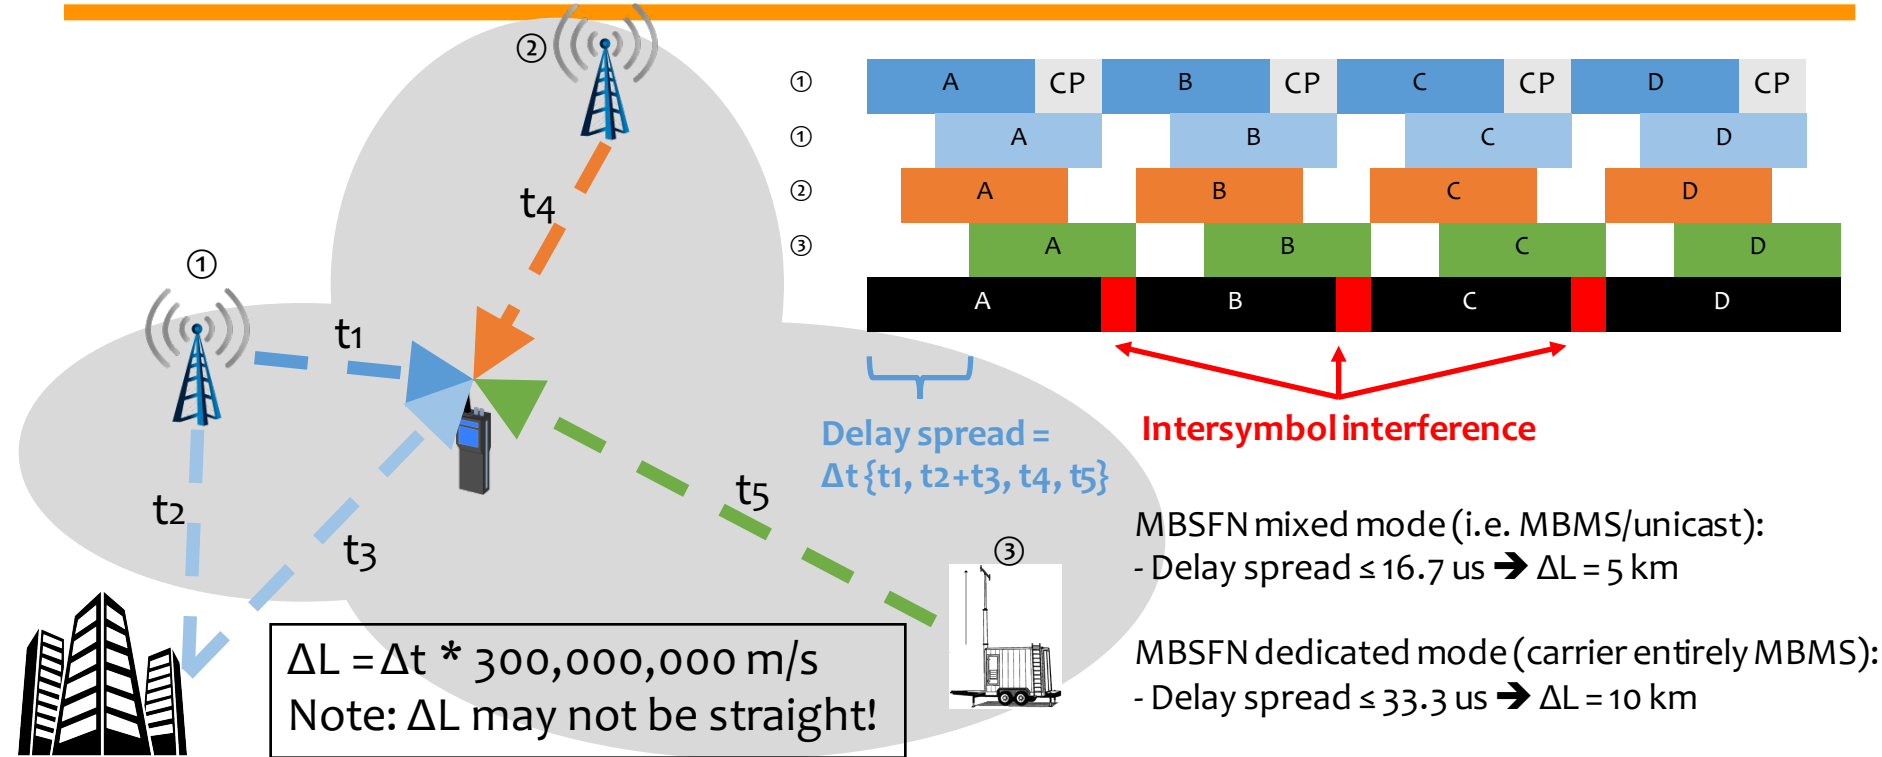 ②
①
t1
t4
t2
t3
t5
③
① A CP B CP C CP D CP
① A B C D
② A B C D
③ A B C D
A B C D
Delay spread =
Δt {t1, t2+t3, t4, t5}
Intersymbol interference
MBSFN mixed mode (i.e. MBMS/unicast):
- Delay spread ≤ 16.7 us ➔ ΔL = 5 km
MBSFN dedicated mode (carrier entirely MBMS):
- Delay spread ≤ 33.3 us ➔ ΔL = 10 km
ΔL = Δt * 300,000,000 m/s
Note: ΔL may not be straight!